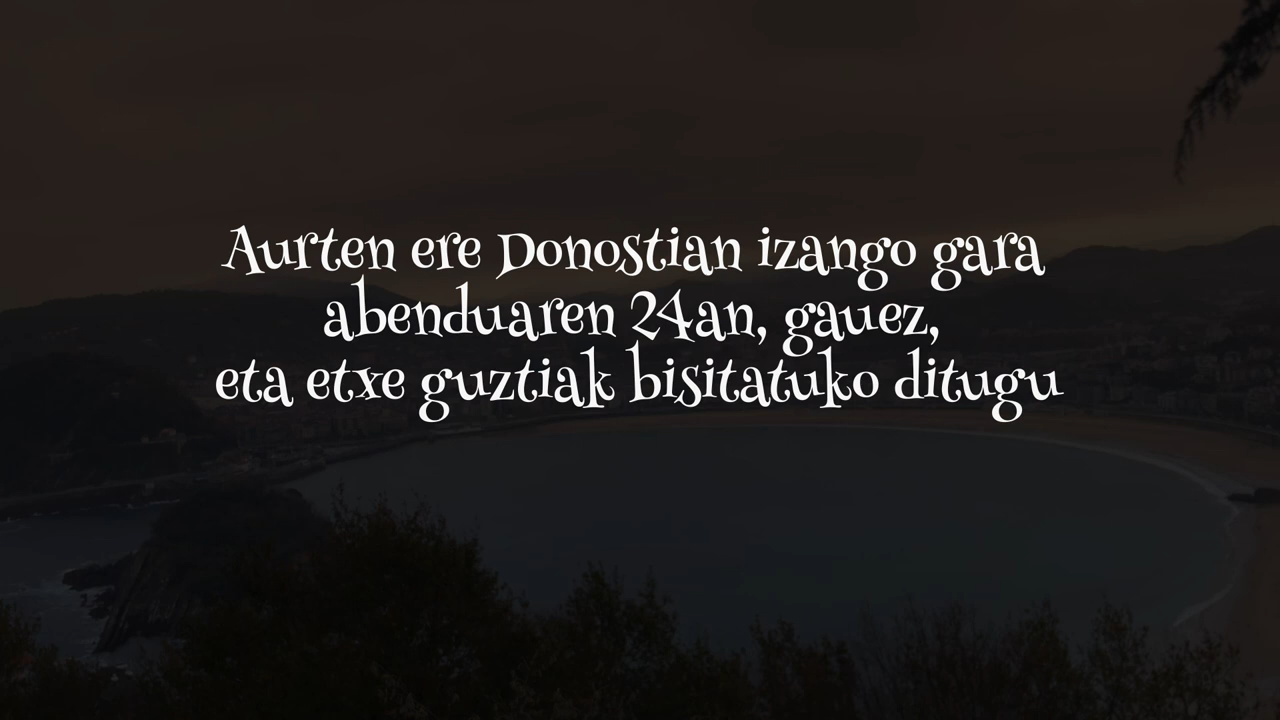 Aurten ere Donostian izango gara
abenduaren 24an, gauez,
eta etxe guztiak bisitatuko ditugu